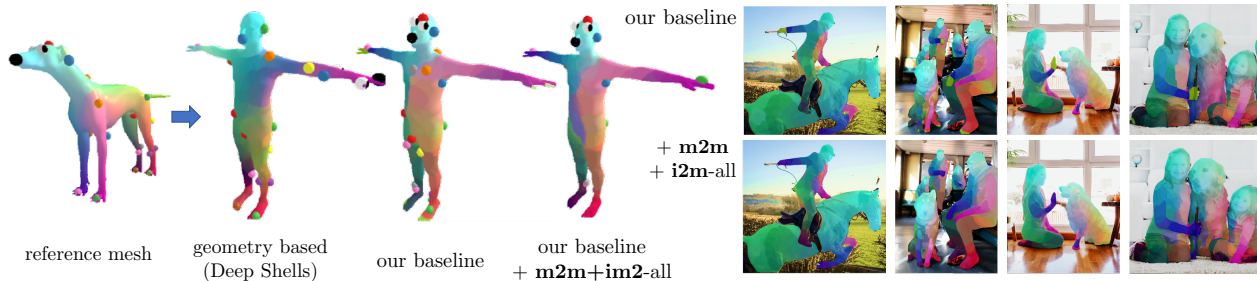 our baseline
+ m2m
+ i2m-all
reference mesh
geometry based
(Deep Shells)
our baseline
our baseline
+ m2m+im2-all